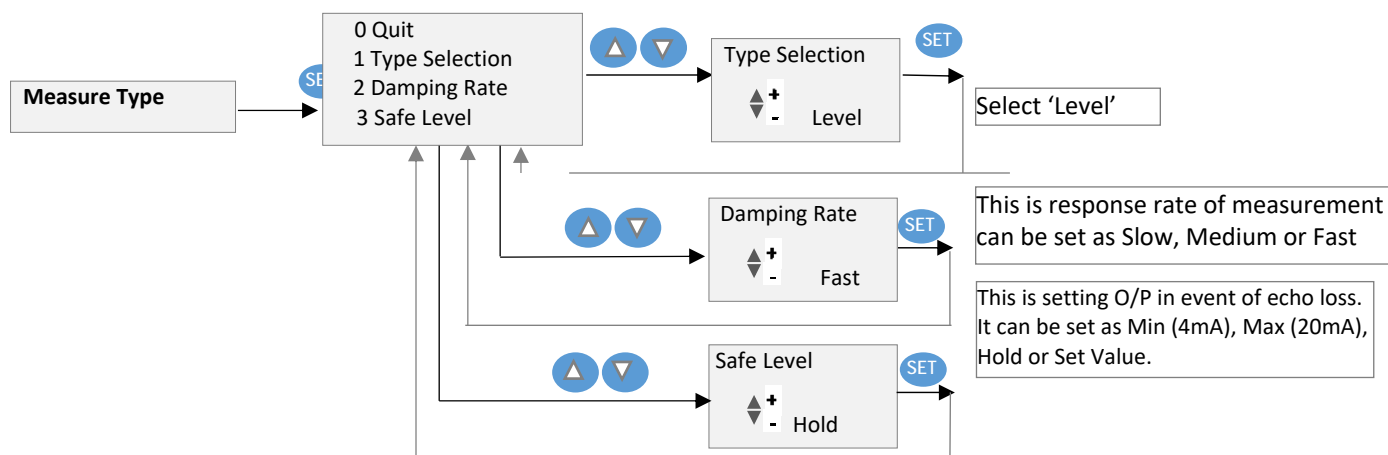 Measure Type
0 Quit
1 Type Selection
2 Damping Rate
3 Safe Level
Type Selection
+
-
Level
SET
Select ‘Level’
Damping Rate
+
-
Fast
SET
This is response rate of measurement
can be set as Slow, Medium or Fast
Safe Level
+
-
Hold
SET
This is setting O/P in event of echo loss.
It can be set as Min (4mA), Max (20mA),
Hold or Set Value.